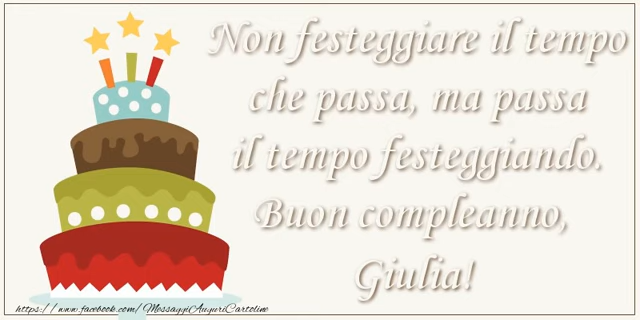 Non festeggiare il tempo
che passa, ma passa
il tempo festeggiando.
Buon compleanno,
Giulia!
https://www.facebook.com/MessaggiAuguriCartoline